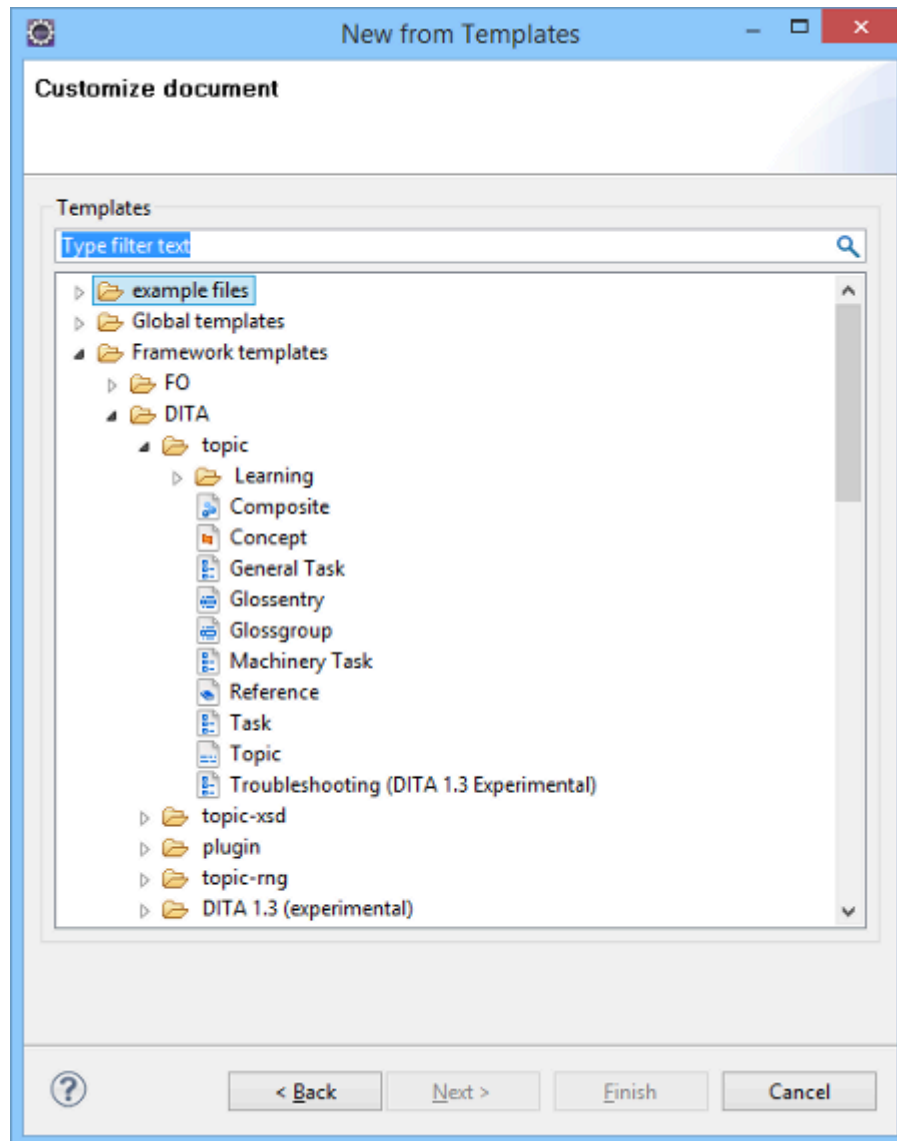 New from Templates
Customize document
Templates
Type filter text
example files
Global templates
Framework templates
FO
DITA
topic
Learning
Composite
Concept
General Task
Glossentry
Glossgroup
Machinery Task
Reference
Task
Topic
Troubleshooting (DITA 1.3 Experimental)
topic-xsd
plugin
topic-rng
DITA 1.3 (experimental)
? < Back Next > Finish Cancel